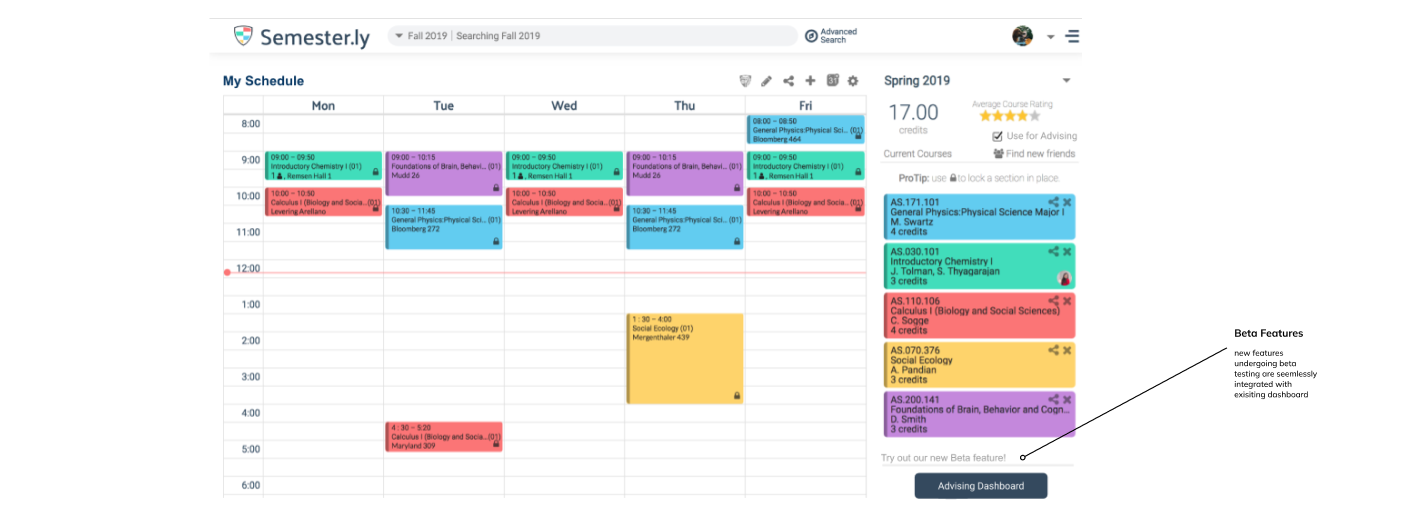 Semester.ly
Fall 2019 | Searching Fall 2019
Advanced
Search
My Schedule
31
Mon Tue Wed Thu Fri
8:00
9:00
10:00
11:00
12:00
1:00
2:00
3:00
4:00
5:00
6:00
09:00 – 09:50
Introductory Chemistry I (01)
1 , Remsen Hall 1
10:00 – 10:50
Calculus I (Biology and Socia...(01)
Levering Arellano
09:00 – 10:15
Foundations of Brain, Behavi... (01)
Mudd 26
10:30 – 11:45
General Physics:Physical Sci... (01)
Bloomberg 272
4 : 30 – 5:20
Calculus I (Biology and Socia...(01)
Maryland 309
09:00 – 09:50
Introductory Chemistry I (01)
1 , Remsen Hall 1
10:00 – 10:50
Calculus I (Biology and Socia...(01)
Levering Arellano
09:00 – 10:15
Foundations of Brain, Behavi... (01)
Mudd 26
10:30 – 11:45
General Physics:Physical Sci... (01)
Bloomberg 272
1 : 30 – 4:00
Social Ecology (01)
Mergenthaler 439
08:00 – 08:50
General Physics:Physical Sci... (01)
Bloomberg 464
09:00 – 09:50
Introductory Chemistry I (01)
1 , Remsen Hall 1
10:00 – 10:50
Calculus I (Biology and Socia...(01)
Levering Arellano
Spring 2019
17.00
credits
Average Course Rating
Use for Advising
Current Courses
Find new friends
ProTip: use to lock a section in place.
AS.171.101
General Physics:Physical Science Major I
M. Swartz
4 credits
AS.030.101
Introductory Chemistry I
J. Tolman, S. Thyagarajan
3 credits
AS.110.106
Calculus I (Biology and Social Sciences)
C. Sogge
4 credits
AS.070.376
Social Ecology
A. Pandian
3 credits
AS.200.141
Foundations of Brain, Behavior and Cogn...
D. Smith
3 credits
Try out our new Beta feature!
Advising Dashboard
Beta Features
new features
undergoing beta
testing are seemlessly
integrated with
exisiting dashboard